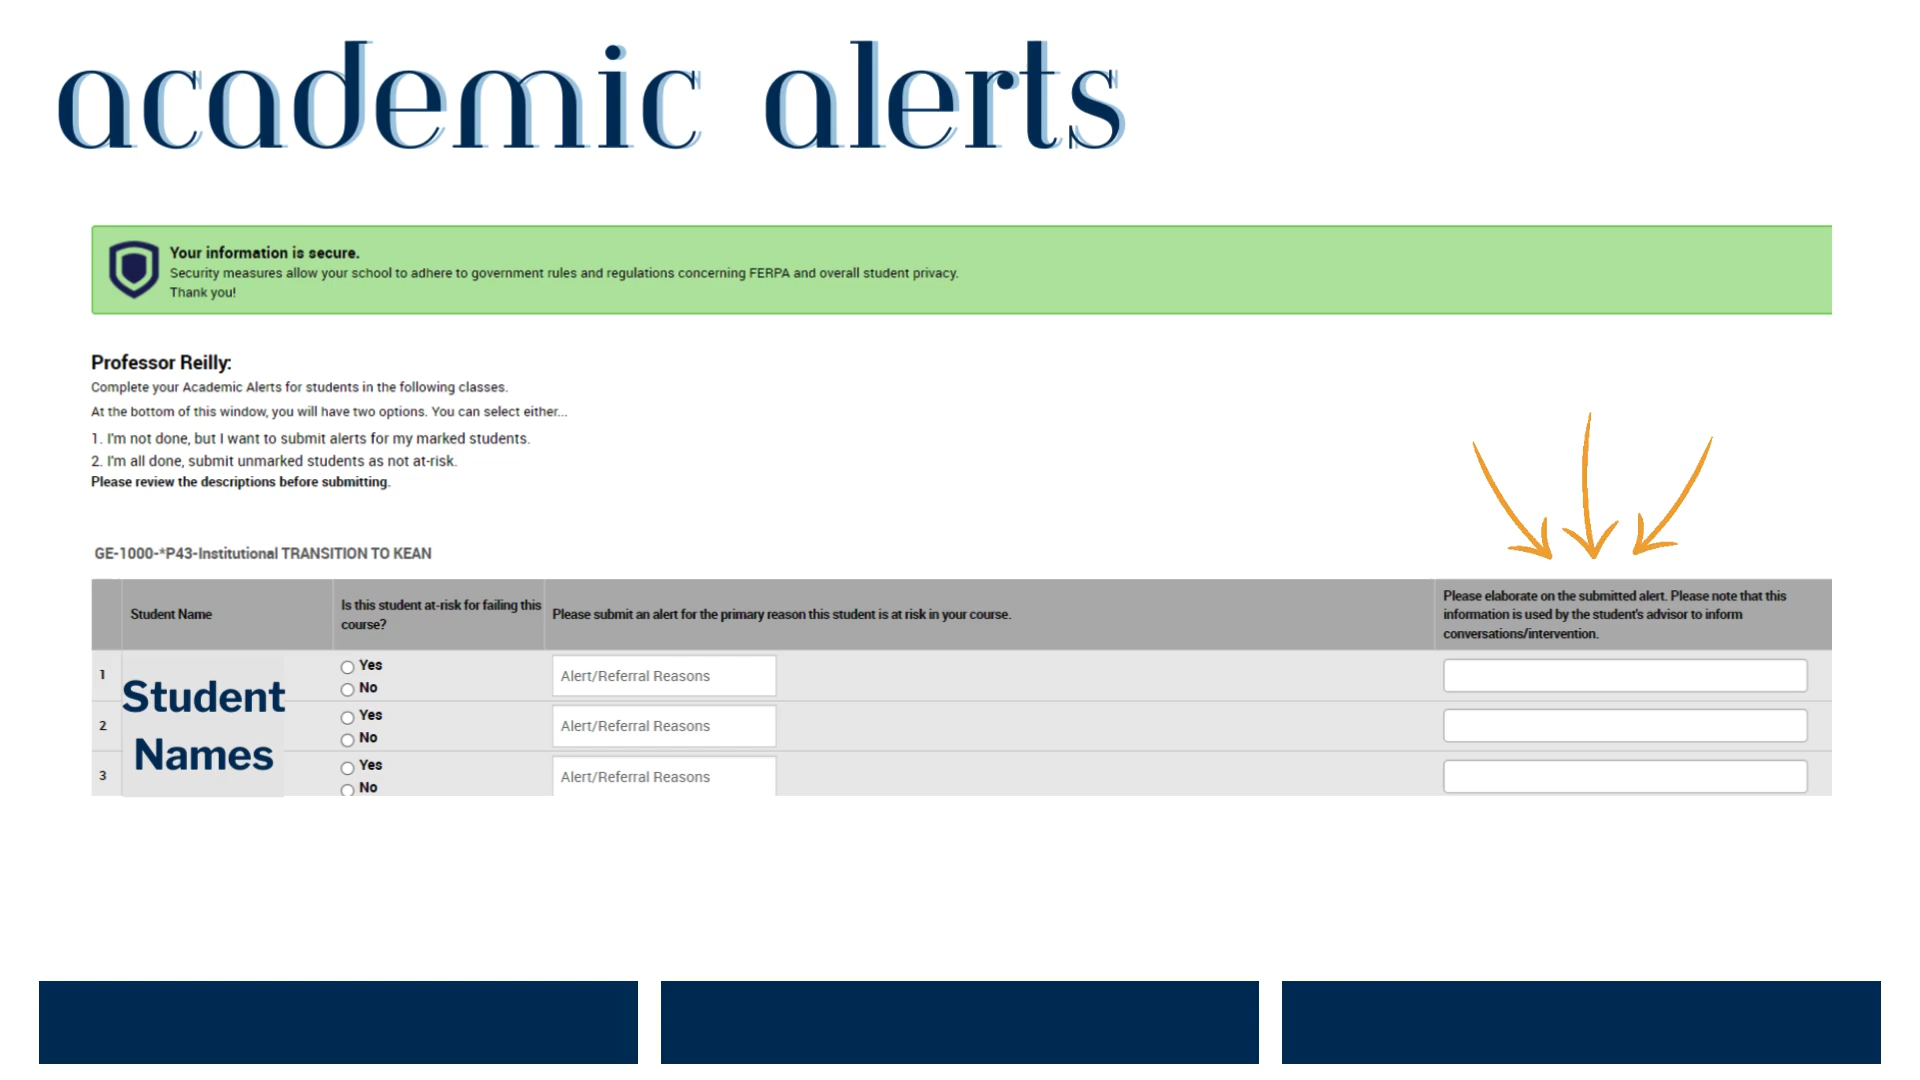 academic alerts
Your information is secure.
Security measures allow your school to adhere to government rules and regulations concerning FERPA and overall student privacy.
Thank you!
Professor Reilly:
Complete your Academic Alerts for students in the following classes.
At the bottom of this window, you will have two options. You can select either...
1. I'm not done, but I want to submit alerts for my marked students.
2. I'm all done, submit unmarked students as not at-risk.
Please review the descriptions before submitting.
GE-1000-*P43-Institutional TRANSITION TO KEAN
Student Name
Is this student at-risk for failing this
course?
Please submit an alert for the primary reason this student is at risk in your course.
Please elaborate on the submitted alert. Please note that this
information is used by the student's advisor to inform
conversations/intervention.
1
Student
Names
Yes
No
Alert/Referral Reasons
2
Yes
No
Alert/Referral Reasons
3
Yes
No
Alert/Referral Reasons